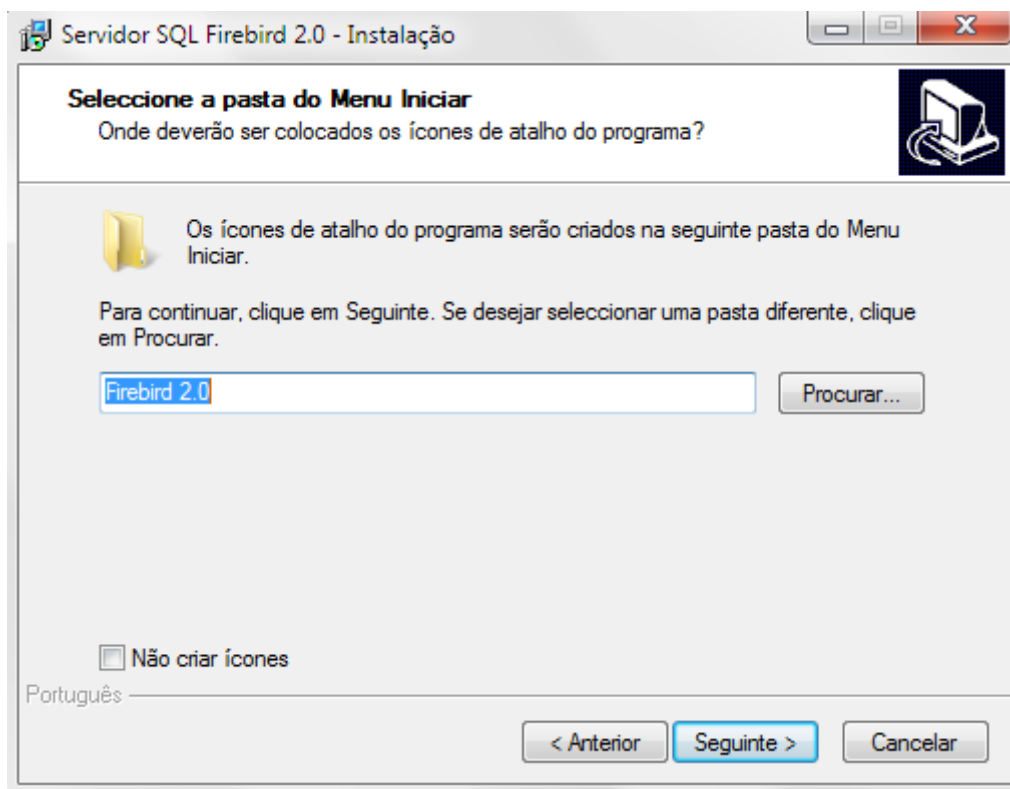 Servidor SQL Firebird 2.0 - Instalação
Seleccione a pasta do Menu Iniciar
Onde deverão ser colocados os ícones de atalho do programa?
Os ícones de atalho do programa serão criados na seguinte pasta do Menu
Iniciar.
Para continuar, clique em Seguinte. Se desejar seleccionar uma pasta diferente, clique
em Procurar.
Firebird 2.0
Procurar...
Não criar ícones
Português
< Anterior
Seguinte >
Cancelar